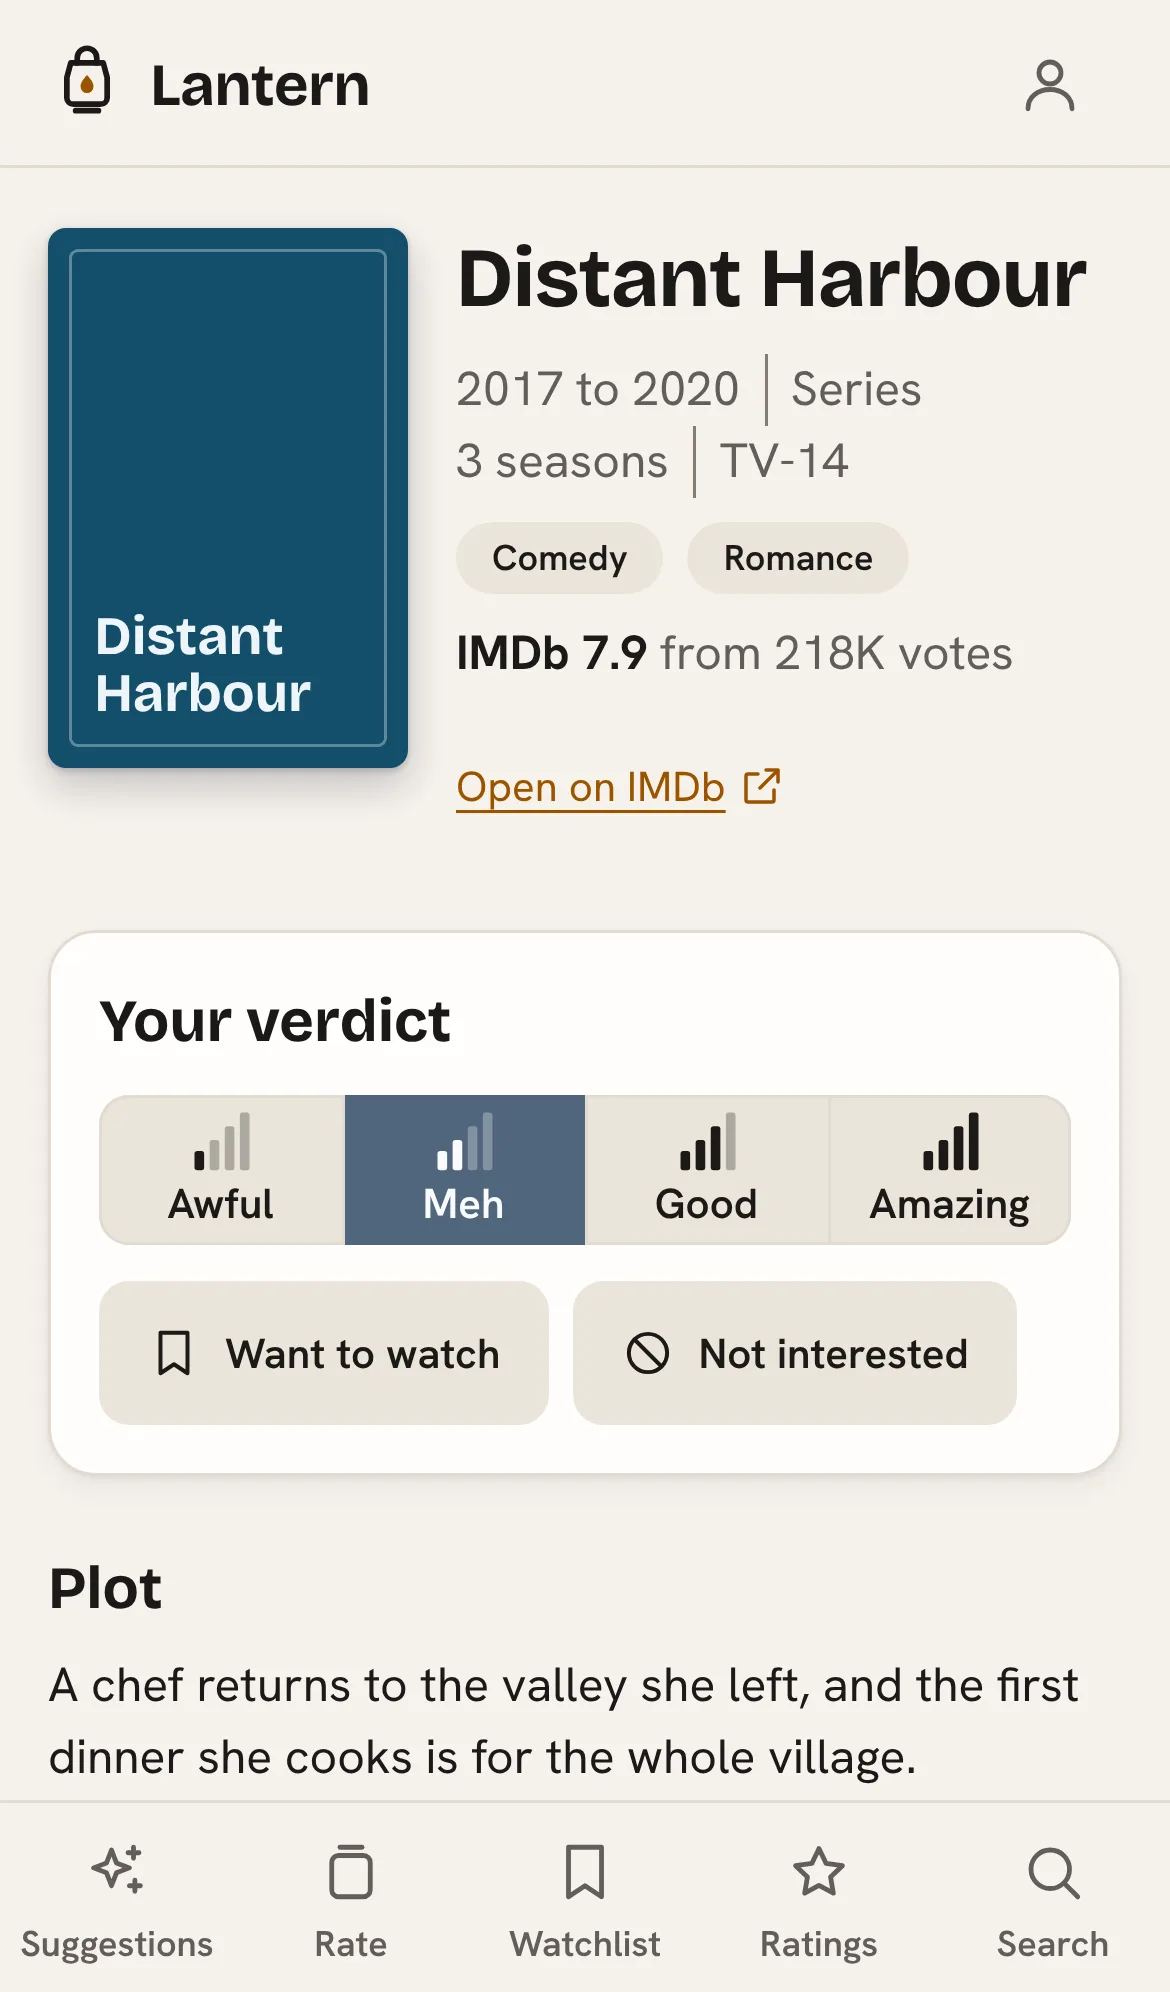 Lantern
Distant Harbour
2017 to 2020 | Series
3 seasons | TV-14
Comedy Romance
IMDb 7.9 from 218K votes
Open on IMDb
Distant
Harbour
Your verdict
Awful Meh Good Amazing
Want to watch Not interested
Plot
A chef returns to the valley she left, and the first
dinner she cooks is for the whole village.
Suggestions Rate Watchlist Ratings Search